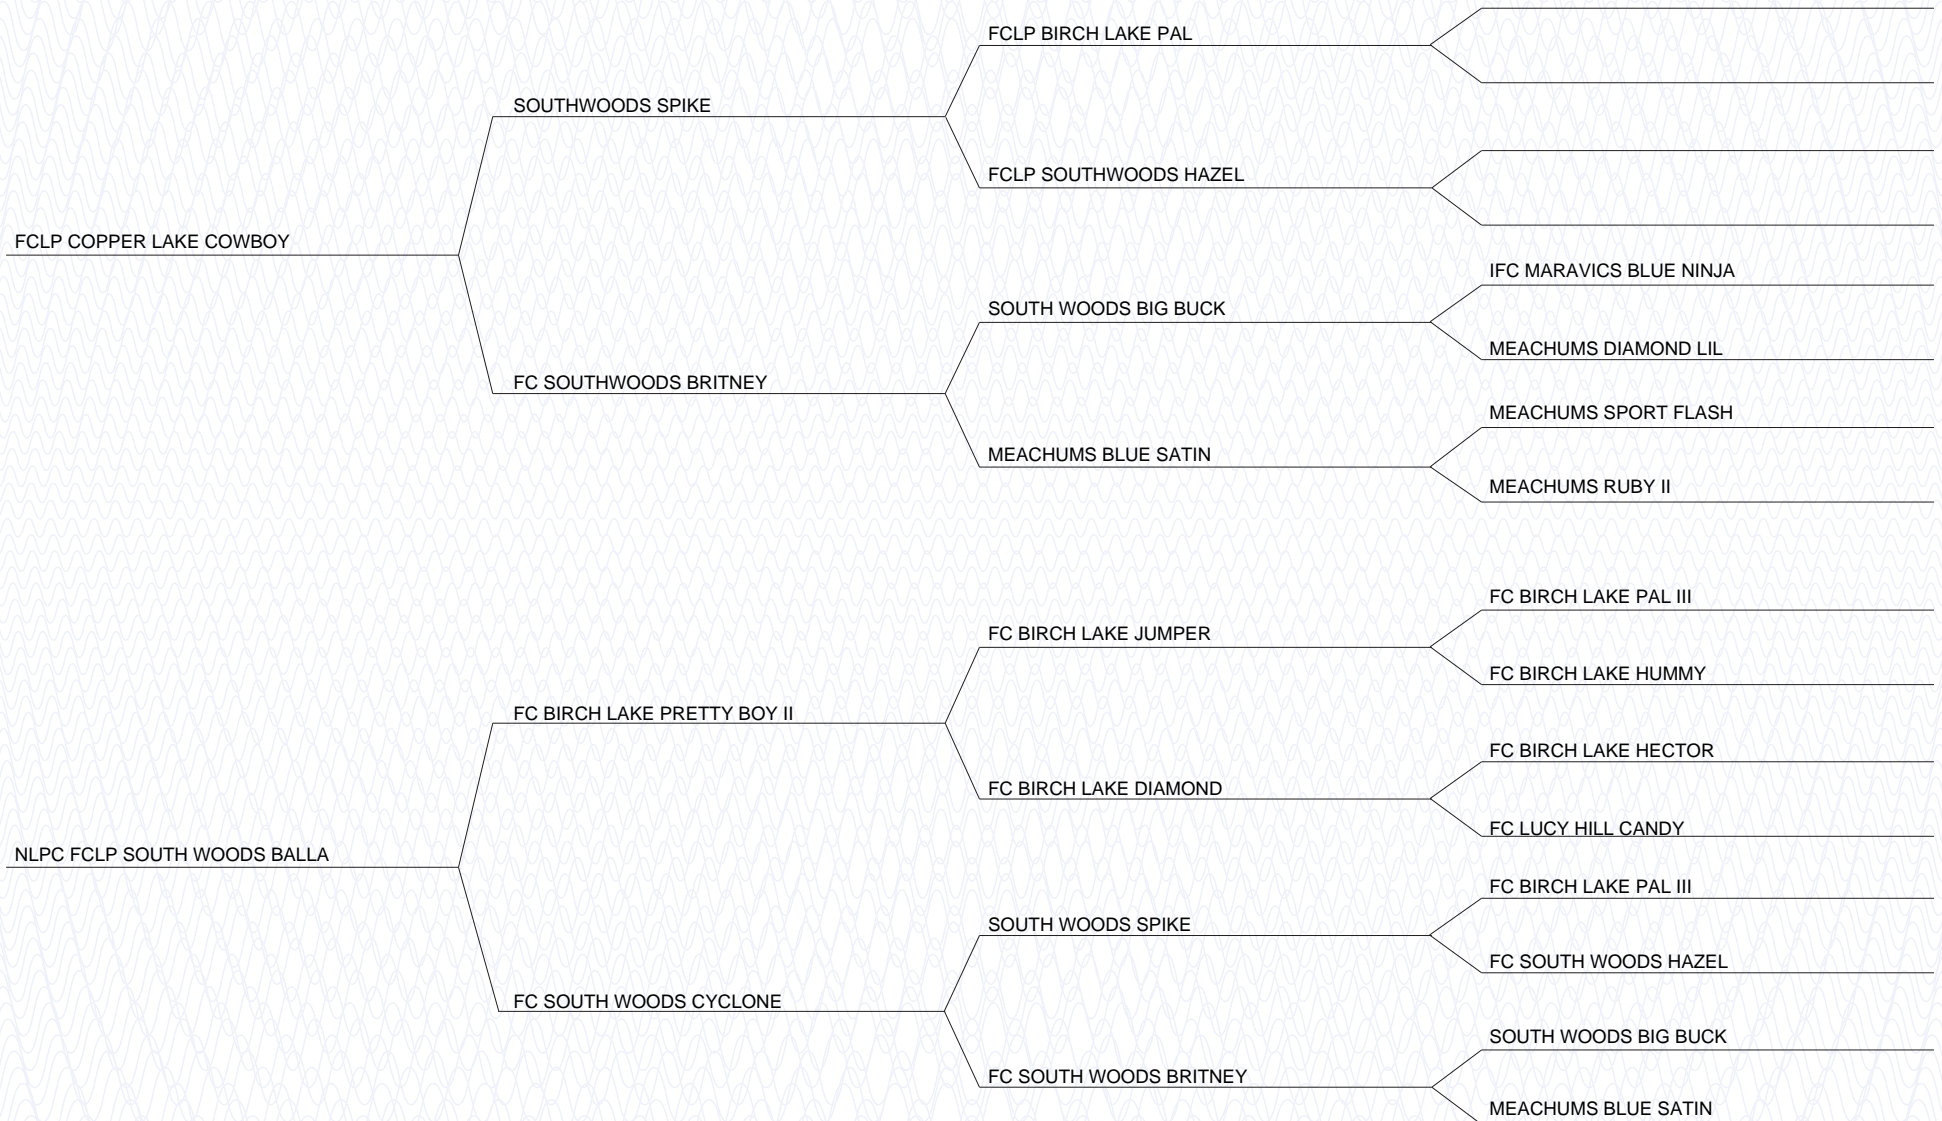 FCLP BIRCH LAKE PAL
SOUTHWOODS SPIKE
FCLP SOUTHWOODS HAZEL
FCLP COPPER LAKE COWBOY
IFC MARAVICS BLUE NINJA
SOUTH WOODS BIG BUCK
MEACHUMS DIAMOND LIL
FC SOUTHWOODS BRITNEY
MEACHUMS SPORT FLASH
MEACHUMS BLUE SATIN
MEACHUMS RUBY II
FC BIRCH LAKE PAL III
FC BIRCH LAKE JUMPER
FC BIRCH LAKE HUMMY
FC BIRCH LAKE PRETTY BOY II
FC BIRCH LAKE HECTOR
FC BIRCH LAKE DIAMOND
FC LUCY HILL CANDY
NLPC FCLP SOUTH WOODS BALLA
FC BIRCH LAKE PAL III
SOUTH WOODS SPIKE
FC SOUTH WOODS HAZEL
FC SOUTH WOODS CYCLONE
SOUTH WOODS BIG BUCK
FC SOUTH WOODS BRITNEY
MEACHUMS BLUE SATIN